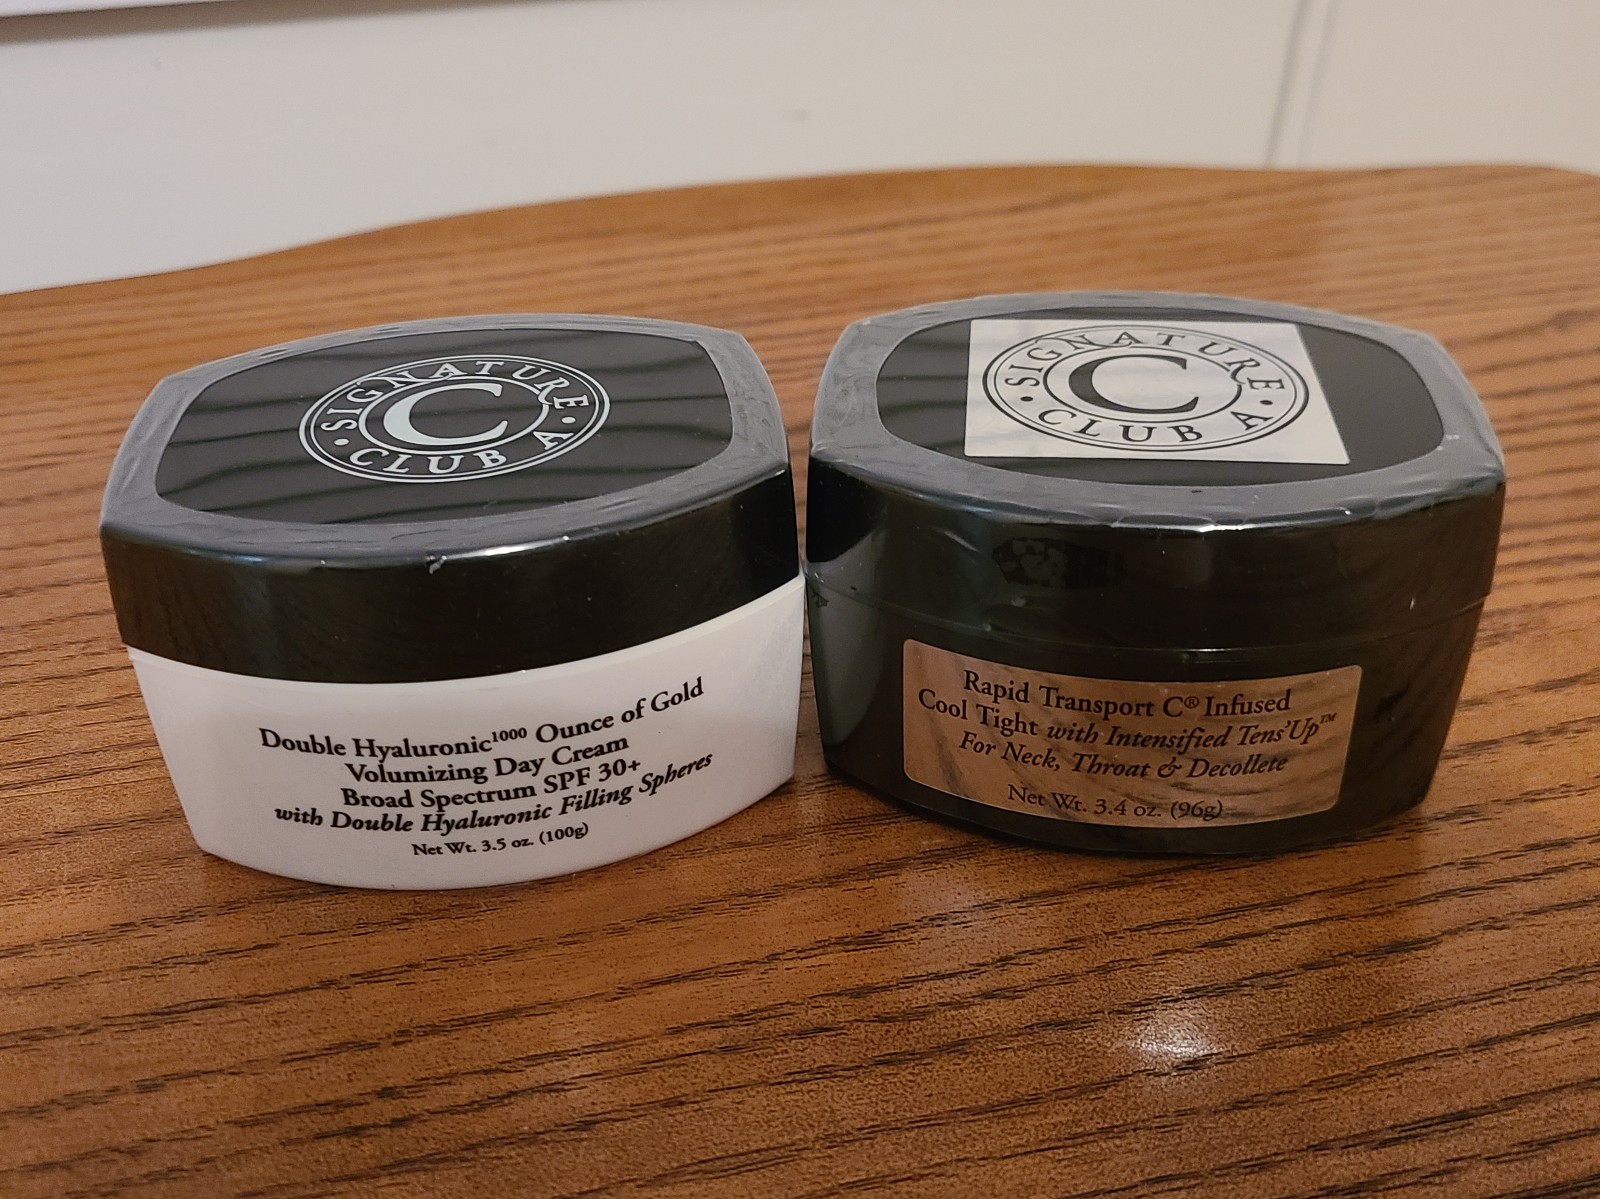 SIGNATURE
C
CLUB A
Double Hyaluronic¹⁰⁰⁰ Ounce of Gold
Volumizing Day Cream
Broad Spectrum SPF 30+
with Double Hyaluronic Filling Spheres
Net Wt. 3.5 oz. (100g)
SIGNATURE
C
CLUB A
Rapid Transport C® Infused
Cool Tight with Intensified Tens'Up™
For Neck, Throat & Decollete
Net Wt. 3.4 oz. (96g)